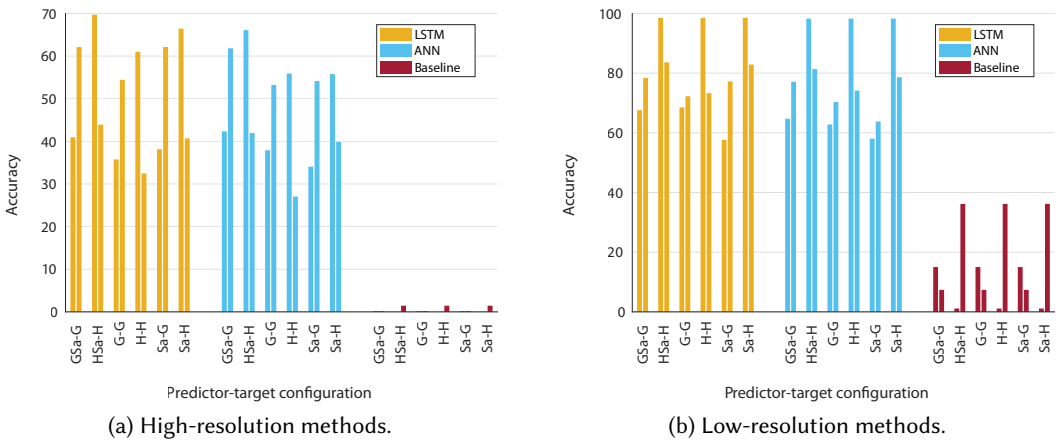 70
60
50
40
30
20
10
0
Accuracy
LSTM
ANN
Baseline
GSa-G
HSa-H
G-G
H-H
Sa-G
Sa-H
GSa-G
HSa-H
G-G
H-H
Sa-G
Sa-H
GSa-G
HSa-H
G-G
H-H
Sa-G
Sa-H
Predictor-target configuration
(a) High-resolution methods.
100
80
60
40
20
0
Accuracy
LSTM
ANN
Baseline
GSa-G
HSa-H
G-G
H-H
Sa-G
Sa-H
GSa-G
HSa-H
G-G
H-H
Sa-G
Sa-H
GSa-G
HSa-H
G-G
H-H
Sa-G
Sa-H
Predictor-target configuration
(b) Low-resolution methods.